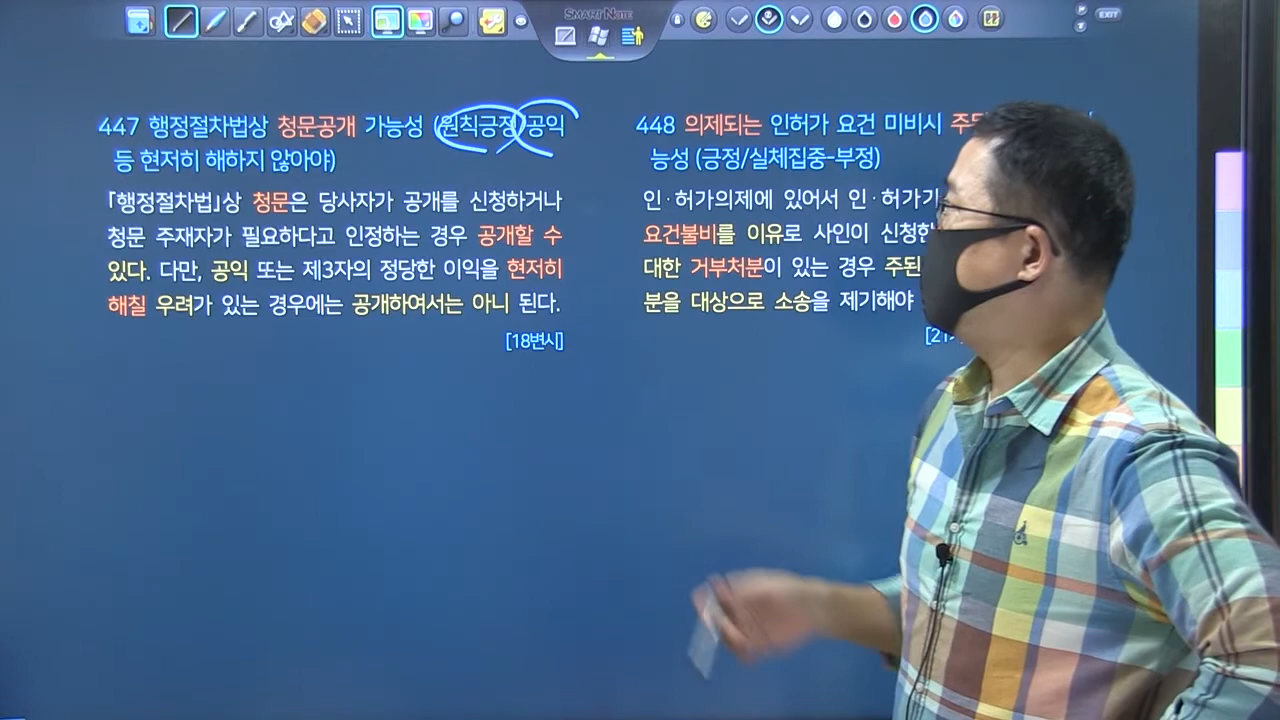 SMART NOTE
EXIT
447 행정절차법상 청문공개 가능성 (원칙긍정/공익
등 현저히 해하지 않아야)
「행정절차법」상 청문은 당사자가 공개를 신청하거나
청문 주재자가 필요하다고 인정하는 경우 공개할 수
있다. 다만, 공익 또는 제3자의 정당한 이익을 현저히
해칠 우려가 있는 경우에는 공개하여서는 아니 된다.
[18변시]
448 의제되는 인허가 요건 미비시
능성 (긍정/실체집중-부정)
인·허가의제에 있어서 인·허가가
요건불비를 이유로 사인이 신청한
대한 거부처분이 있는 경우 주된
분을 대상으로 소송을 제기해야